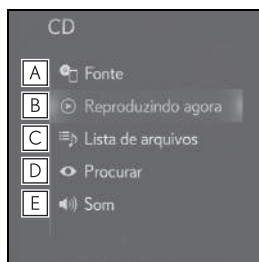 CD
A Fonte
B Reproduzindo agora
C Lista de arquivos
D Procurar
E Som